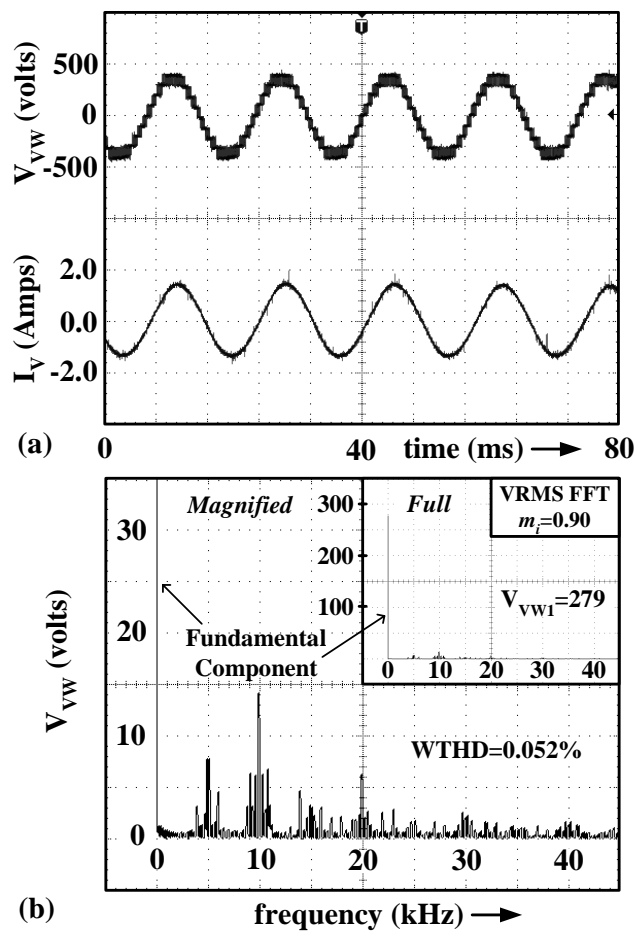 T
500
0
-500
V_VW (volts)
2.0
0.0
-2.0
I_V (Amps)
(a)
0
40
time (ms)
80
Magnified
Full
VRMS FFT
m_i=0.90
V_VW1=279
300
200
100
0
10
20
30
40
30
20
10
0
V_VW (volts)
Fundamental
Component
WTHD=0.052%
0
10
20
30
40
(b)
frequency (kHz)